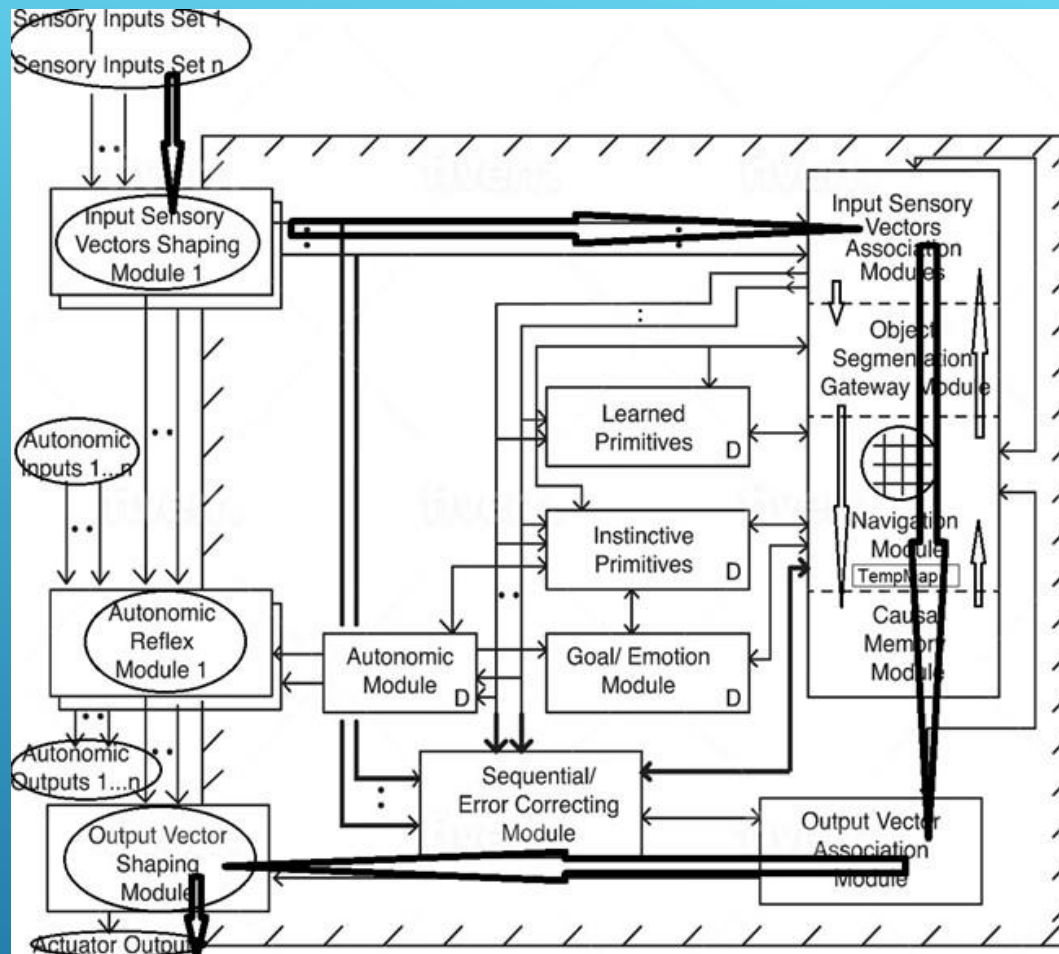 Sensory Inputs Set 1
Sensory Inputs Set n
Input Sensory
Vectors Shaping
Module 1
Input Sensory
Vectors
Association
Modules
Object
Segmentation
Gateway Module
Learned
Primitives
D
Autonomic
Inputs 1...n
Instinctive
Primitives
D
Navigation
Module
TempMap
Autonomic
Reflex
Module 1
Autonomic
Module
D
Goal/ Emotion
Module
D
Causal
Memory
Module
Autonomic
Outputs 1...n
Sequential/
Error Correcting
Module
Output Vector
Shaping
Module
Output Vector
Association
Module
Actuator Output